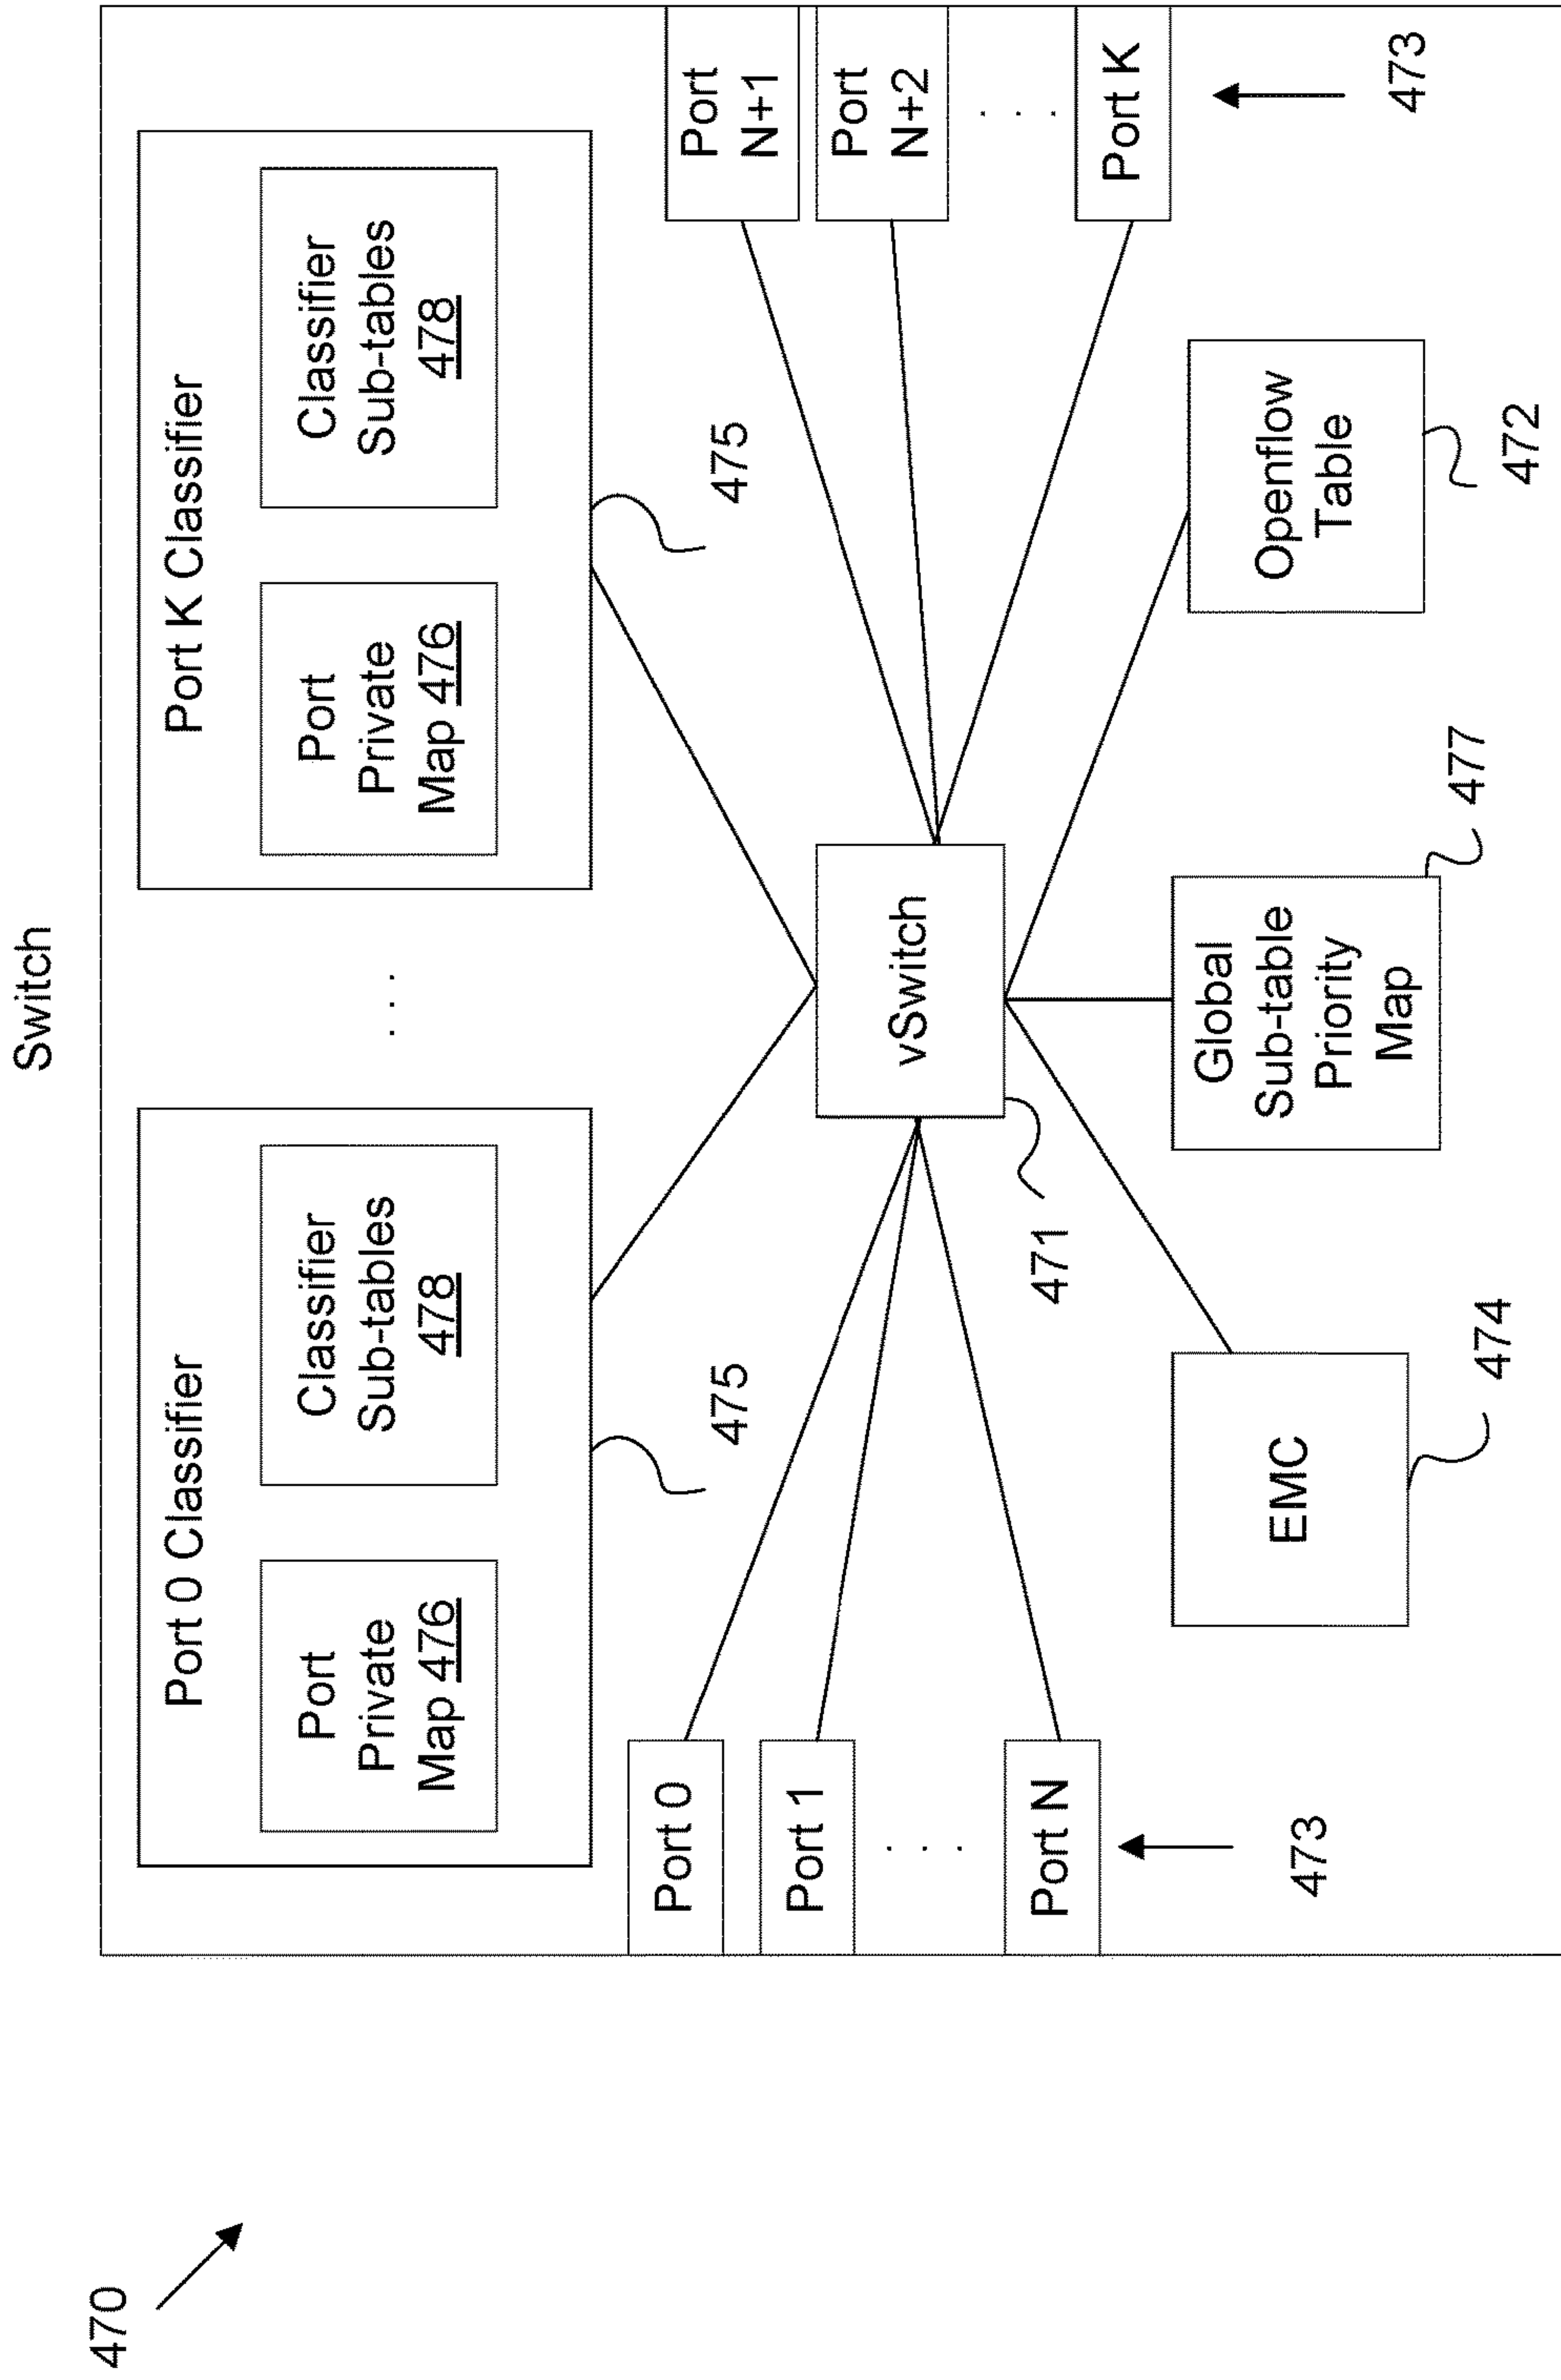 470
Switch
Port 0 Classifier
Port
Private
Map 476
Classifier
Sub-tables
478
. . .
Port K Classifier
Port
Private
Map 476
Classifier
Sub-tables
478
475
475
Port 0
Port 1
. . .
Port N
473
vSwitch
471
Port
N+1
Port
N+2
. . .
Port K
473
EMC
474
Global
Sub-table
Priority
Map
477
Openflow
Table
472